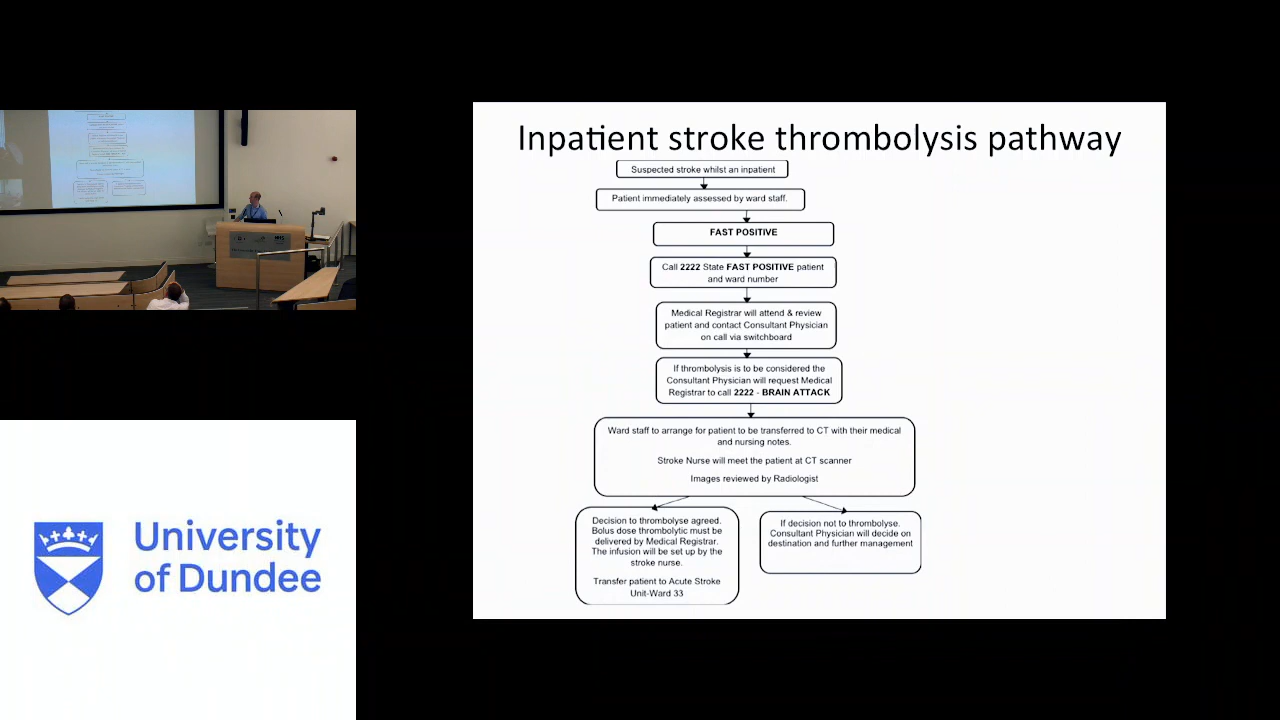 Inpatient stroke thrombolysis pathway
Suspected stroke whilst an inpatient
Patient immediately assessed by ward staff.
FAST POSITIVE
Call 2222 State FAST POSITIVE patient
and ward number
Medical Registrar will attend & review
patient and contact Consultant Physician
on call via switchboard
If thrombolysis is to be considered the
Consultant Physician will request Medical
Registrar to call 2222 - BRAIN ATTACK
Ward staff to arrange for patient to be transferred to CT with their medical
and nursing notes.
Stroke Nurse will meet the patient at CT scanner
Images reviewed by Radiologist
Decision to thrombolyse agreed.
Bolus dose thrombolytic must be
delivered by Medical Registrar.
The infusion will be set up by the
stroke nurse.
Transfer patient to Acute Stroke
Unit-Ward 33
If decision not to thrombolyse.
Consultant Physician will decide on
destination and further management
University
of Dundee